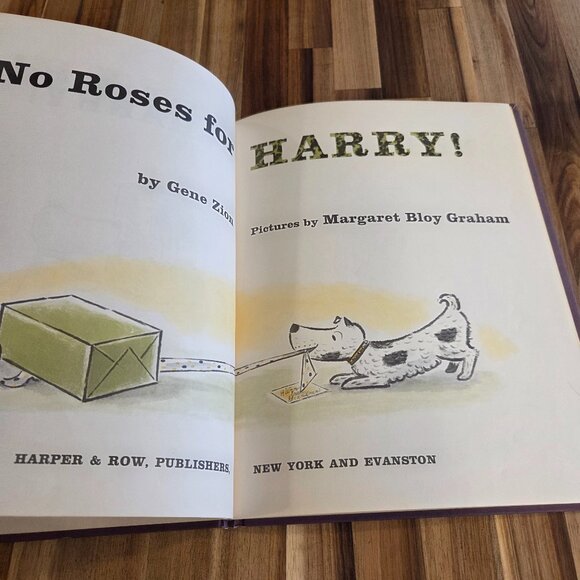 No Roses for HARRY!
by Gene Zion
Pictures by Margaret Bloy Graham
HARPER & ROW, PUBLISHERS, NEW YORK AND EVANSTON